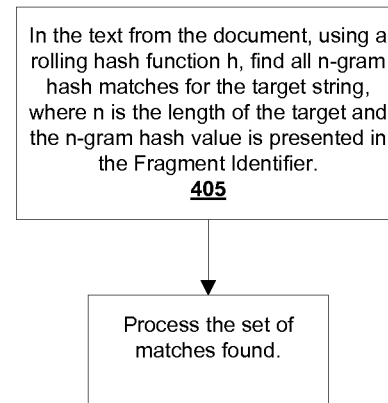 In the text from the document, using a
rolling hash function h, find all n-gram
hash matches for the target string,
where n is the length of the target and
the n-gram hash value is presented in
the Fragment Identifier.
405
Process the set of
matches found.